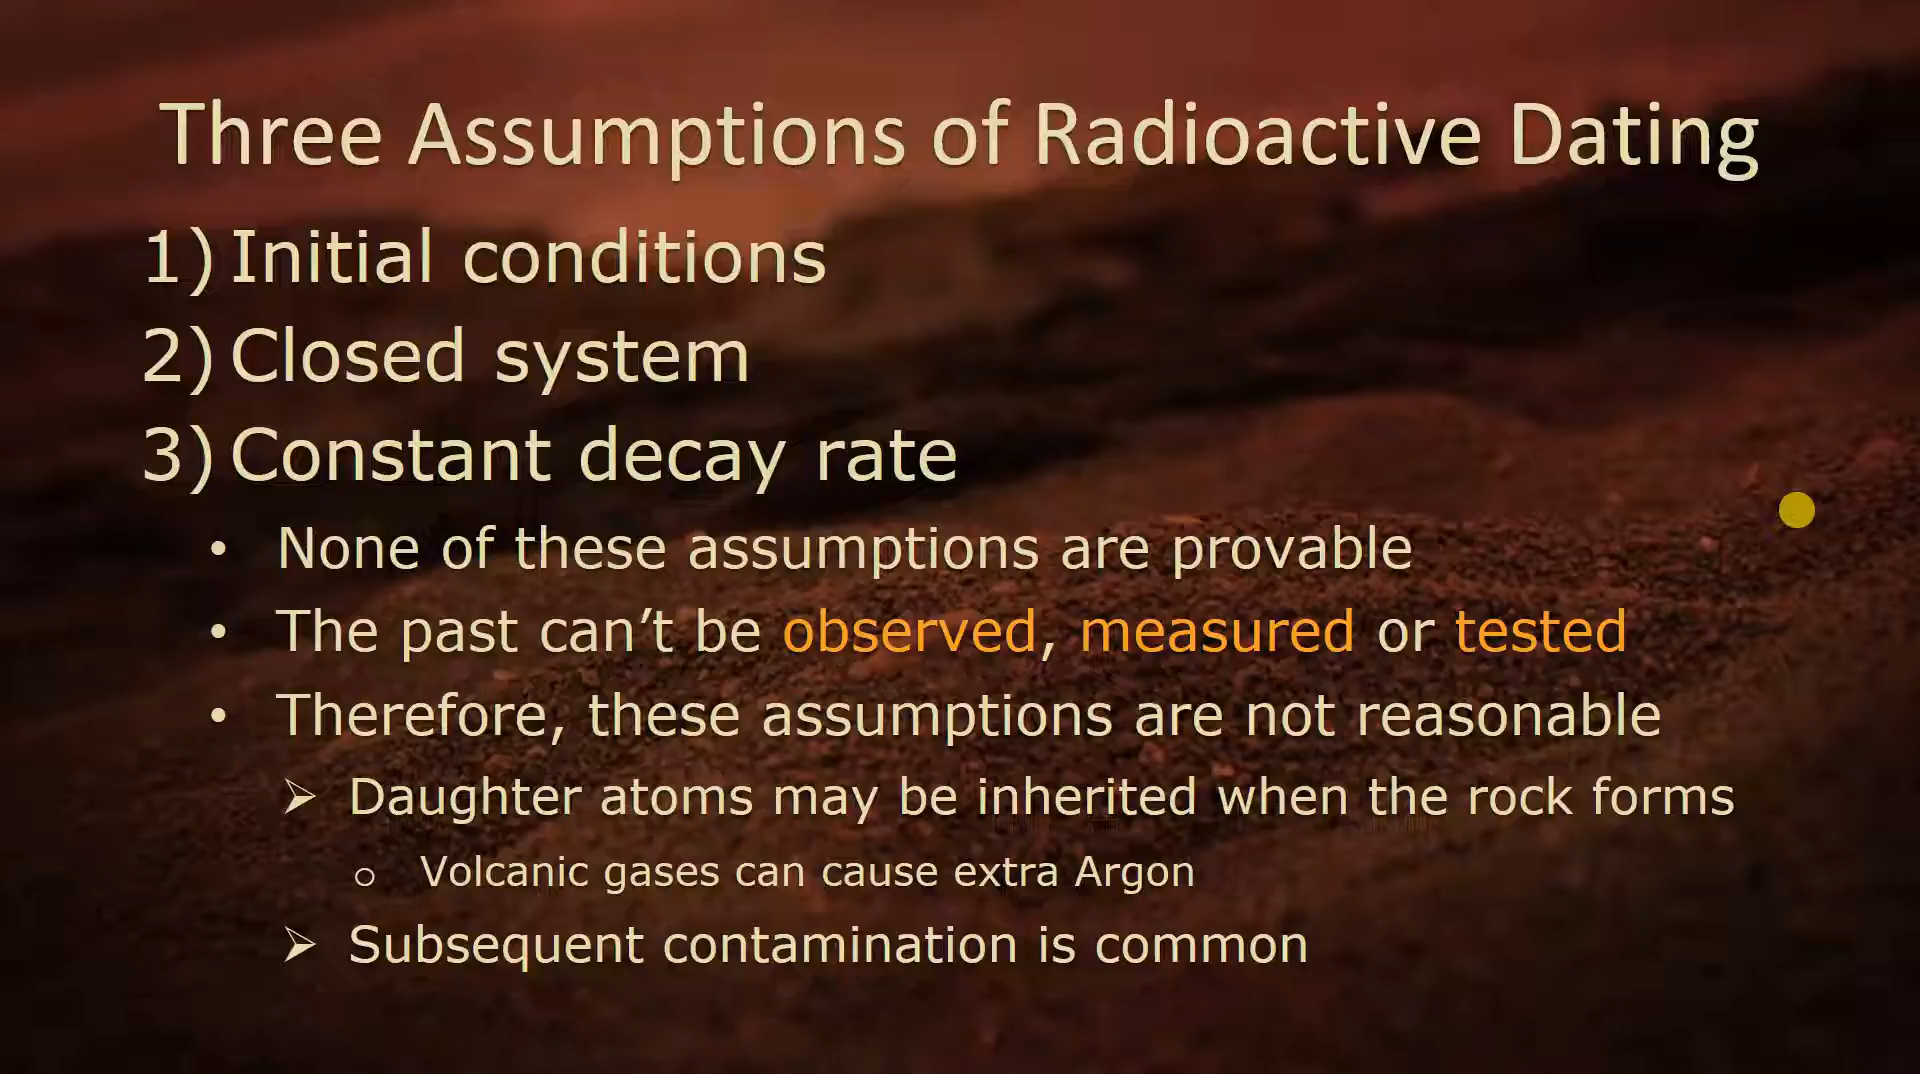 Three Assumptions of Radioactive Dating
1) Initial conditions
2) Closed system
3) Constant decay rate
• None of these assumptions are provable
• The past can’t be observed, measured or tested
• Therefore, these assumptions are not reasonable
➢ Daughter atoms may be inherited when the rock forms
o Volcanic gases can cause extra Argon
➢ Subsequent contamination is common